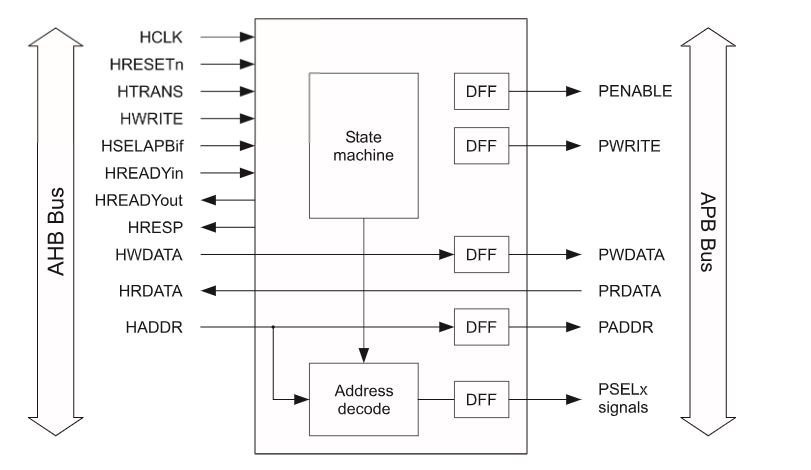 AHB Bus
HCLK
HRESETn
HTRANS
HWRITE
HSELAPBif
HREADYin
HREADYout
HRESP
HWDATA
HRDATA
HADDR
State
machine
Address
decode
DFF
DFF
DFF
DFF
DFF
PENABLE
PWRITE
PWDATA
PRDATA
PADDR
PSELx
signals
APB Bus